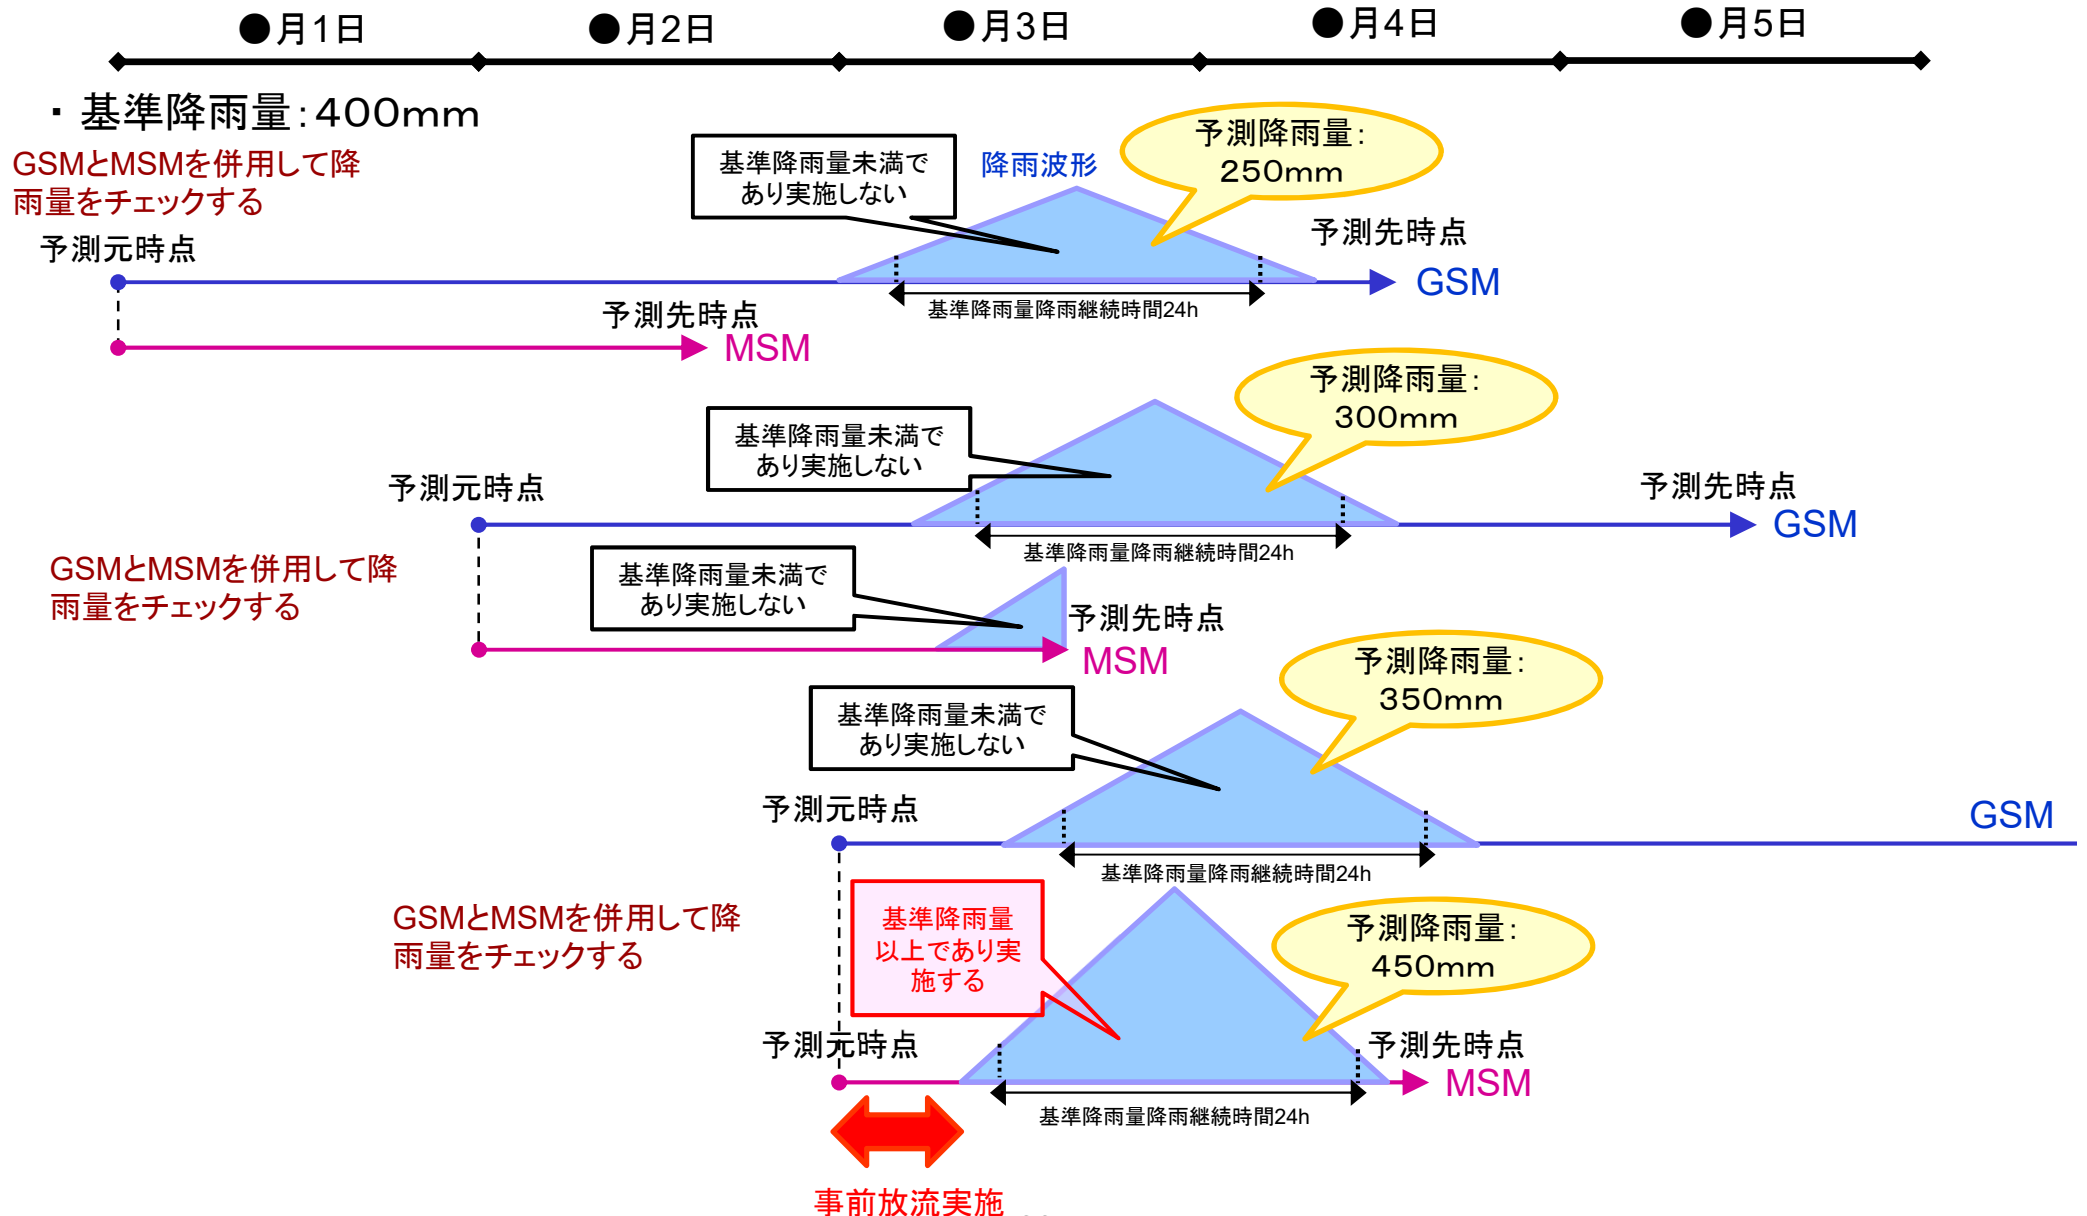 ●月1日
●月2日
●月3日
●月4日
●月5日
・基準降雨量：400mm
GSMとMSMを併用して降
雨量をチェックする
基準降雨量未満で
あり実施しない
降雨波形
予測降雨量：
250mm
予測元時点
予測先時点
GSM
基準降雨量降雨継続時間24h
予測先時点
MSM
予測降雨量：
300mm
基準降雨量未満で
あり実施しない
予測元時点
予測先時点
GSM
基準降雨量降雨継続時間24h
GSMとMSMを併用して降
雨量をチェックする
基準降雨量未満で
あり実施しない
予測先時点
MSM
予測降雨量：
350mm
基準降雨量未満で
あり実施しない
予測元時点
GSM
基準降雨量降雨継続時間24h
GSMとMSMを併用して降
雨量をチェックする
基準降雨量
以上であり実
施する
予測降雨量：
450mm
予測元時点
予測先時点
MSM
基準降雨量降雨継続時間24h
事前放流実施